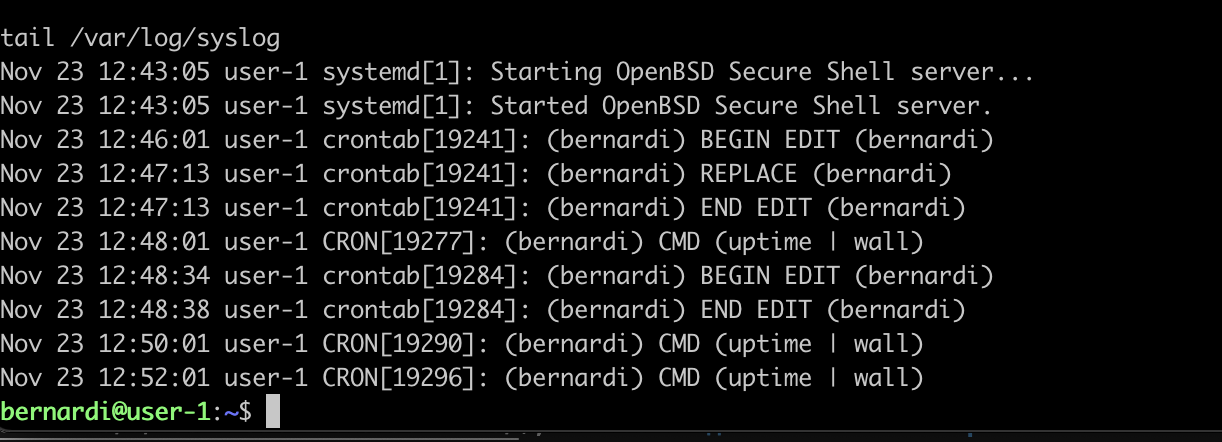 tail /var/log/syslog
Nov 23 12:43:05 user-1 systemd[1]: Starting OpenBSD Secure Shell server...
Nov 23 12:43:05 user-1 systemd[1]: Started OpenBSD Secure Shell server.
Nov 23 12:46:01 user-1 crontab[19241]: (bernardi) BEGIN EDIT (bernardi)
Nov 23 12:47:13 user-1 crontab[19241]: (bernardi) REPLACE (bernardi)
Nov 23 12:47:13 user-1 crontab[19241]: (bernardi) END EDIT (bernardi)
Nov 23 12:48:01 user-1 CRON[19277]: (bernardi) CMD (uptime | wall)
Nov 23 12:48:34 user-1 crontab[19284]: (bernardi) BEGIN EDIT (bernardi)
Nov 23 12:48:38 user-1 crontab[19284]: (bernardi) END EDIT (bernardi)
Nov 23 12:50:01 user-1 CRON[19290]: (bernardi) CMD (uptime | wall)
Nov 23 12:52:01 user-1 CRON[19296]: (bernardi) CMD (uptime | wall)
bernardi@user-1:~$